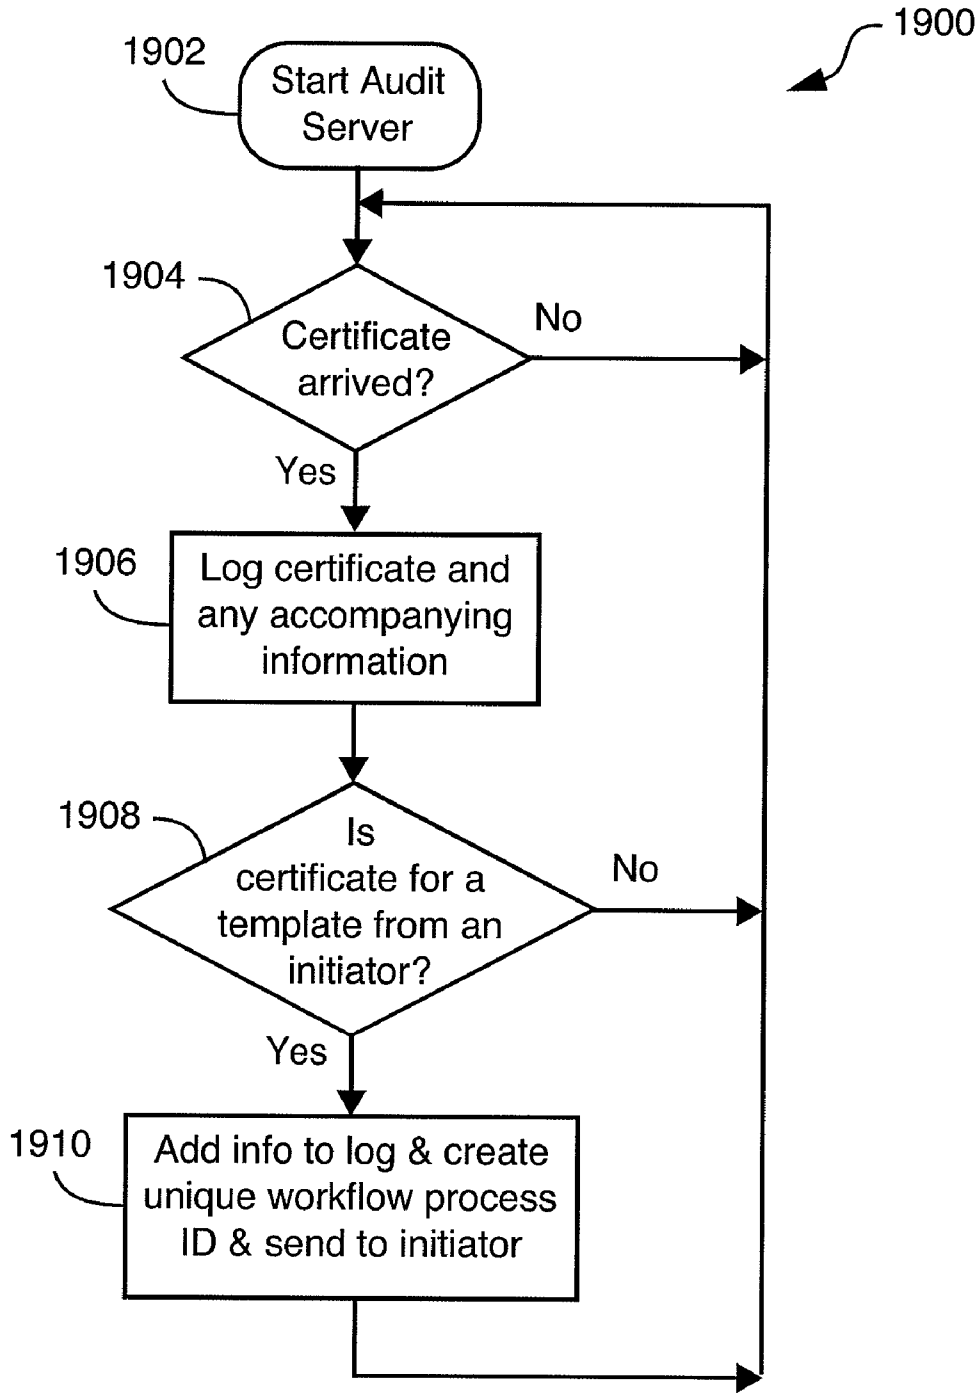 1900
1902
Start Audit
Server
1904
Certificate
arrived?
No
Yes
1906
Log certificate and
any accompanying
information
1908
Is
certificate for a
template from an
initiator?
No
Yes
1910
Add info to log & create
unique workflow process
ID & send to initiator